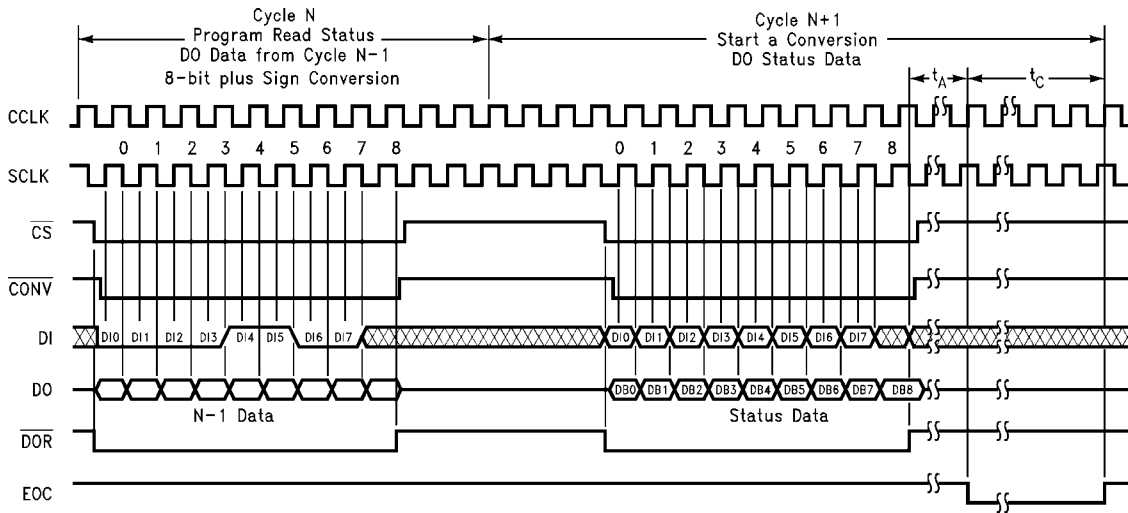 Cycle N
Program Read Status
DO Data from Cycle N-1
8-bit plus Sign Conversion
Cycle N+1
Start a Conversion
DO Status Data
tA
tC
CCLK
0 1 2 3 4 5 6 7 8
0 1 2 3 4 5 6 7 8
SCLK
CS
CONV
DI
DI0 DI1 DI2 DI3 DI4 DI5 DI6 DI7
DI0 DI1 DI2 DI3 DI4 DI5 DI6 DI7
DO
DB0 DB1 DB2 DB3 DB4 DB5 DB6 DB7 DB8
N-1 Data
Status Data
DOR
EOC